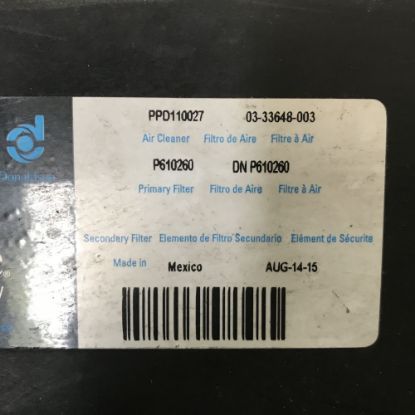 PPD110027 03-33648-003
Air Cleaner Filtro de Aire Filtre à Air
P610260 DN P610260
Donaldson
Primary Filter Filtro de Aire Filtre à Air
Secondery Filter Elemento de Filtro Secundario Elément de Sécurite
Made in Mexico AUG-14-15